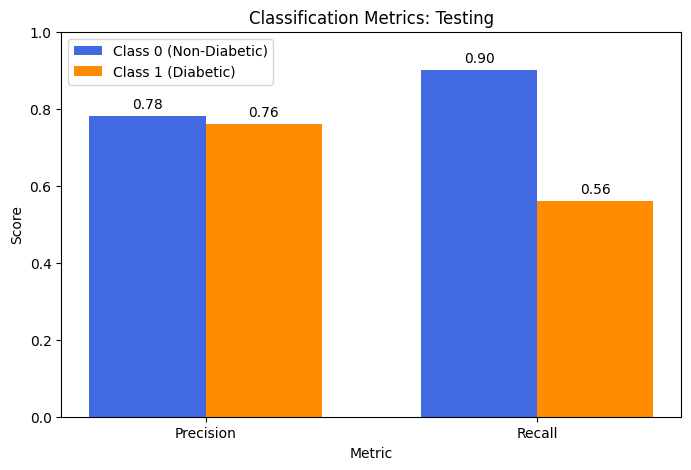 Classification Metrics: Testing
Class 0 (Non-Diabetic)
Class 1 (Diabetic)
1.0
0.8
0.6
0.4
0.2
0.0
Score
0.78
0.76
0.90
0.56
Precision
Recall
Metric